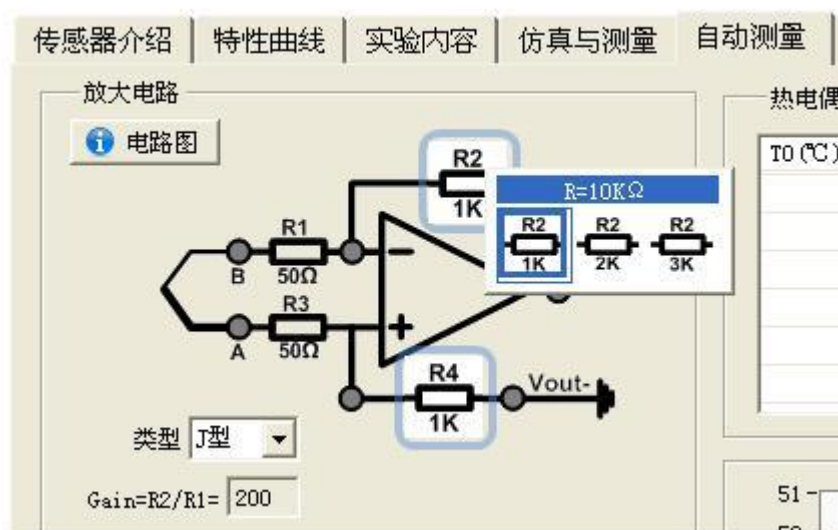 传感器介绍 特性曲线 实验内容 仿真与测量 自动测量
放大电路
热电偶
电路图
T0(℃)
R2
1K
R=10KΩ
R2 R2 R2
1K 2K 3K
R1
B 50Ω
R3
A 50Ω
R4
1K
Vout-
类型 J型
Gain=R2/R1= 200
51